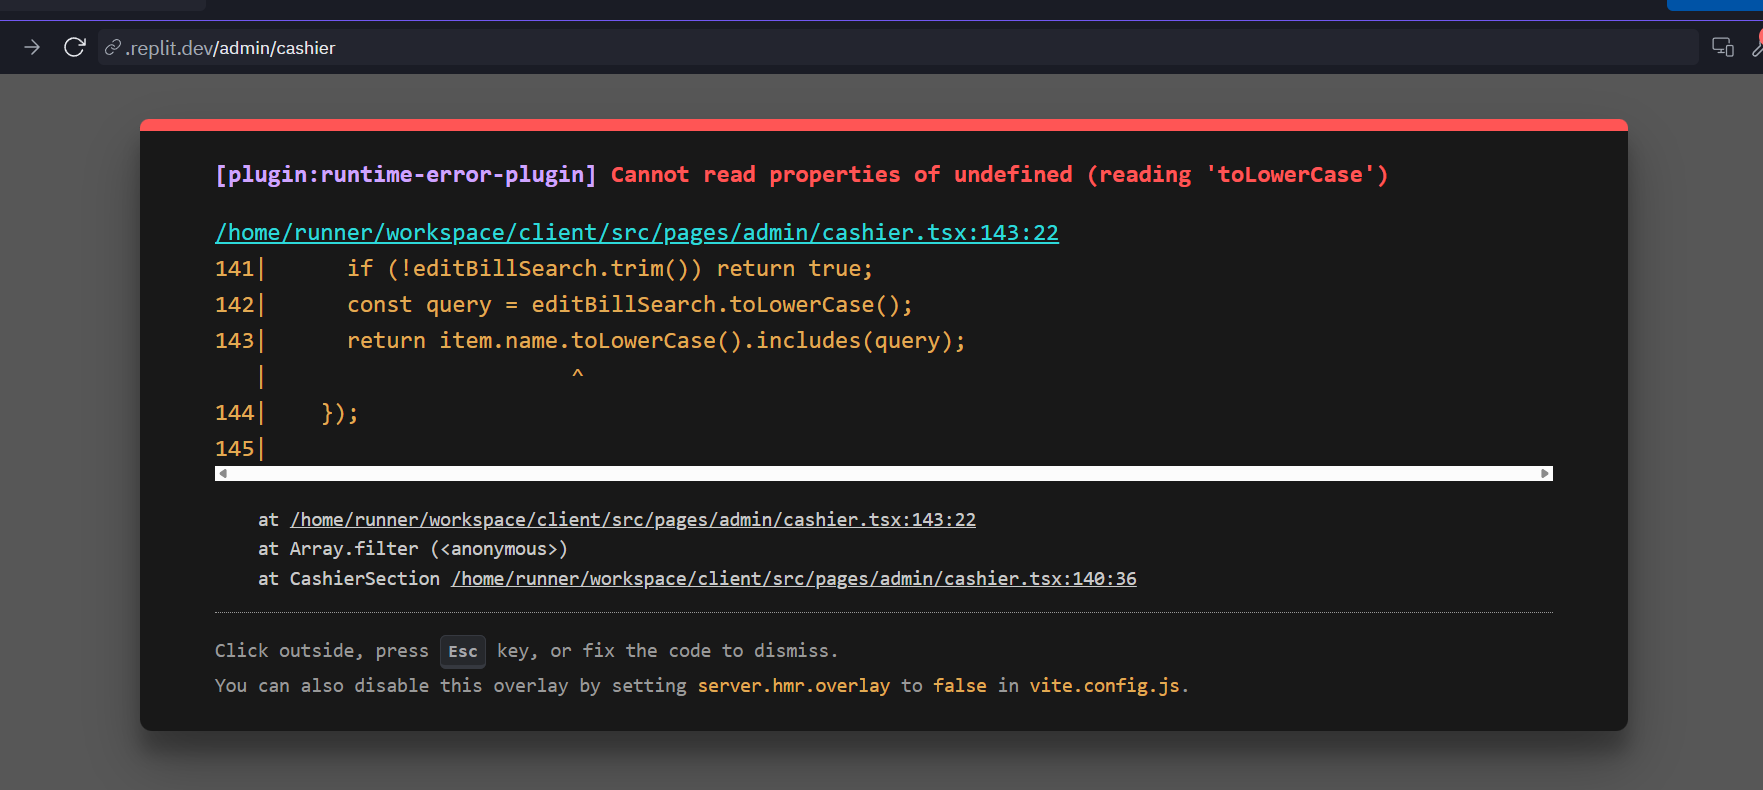 .replit.dev/admin/cashier
[plugin:runtime-error-plugin] Cannot read properties of undefined (reading 'toLowerCase')
/home/runner/workspace/client/src/pages/admin/cashier.tsx:143:22
141|      if (!editBillSearch.trim()) return true;
142|      const query = editBillSearch.toLowerCase();
143|      return item.name.toLowerCase().includes(query);
   |                       ^
144|    });
145|
at /home/runner/workspace/client/src/pages/admin/cashier.tsx:143:22
at Array.filter (<anonymous>)
at CashierSection /home/runner/workspace/client/src/pages/admin/cashier.tsx:140:36
Click outside, press Esc key, or fix the code to dismiss.
You can also disable this overlay by setting server.hmr.overlay to false in vite.config.js.